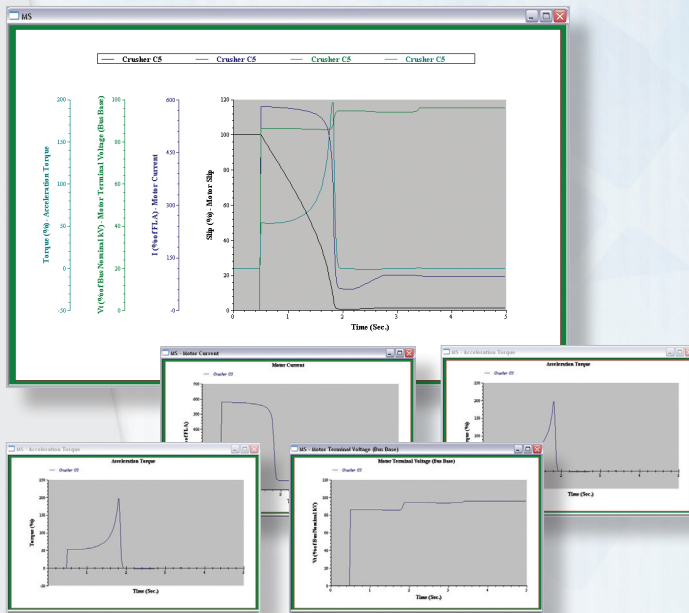 MS
Crusher C5 Crusher C5 Crusher C5 Crusher C5
Torque (%) - Acceleration Torque
200
150
100
50
0
-50
Vt (% of Bus Nominal kV) - Motor Terminal Voltage (Bus Base)
100
80
60
40
20
0
I (% of FLA) - Motor Current
600
450
300
150
-0
Slip (%) - Motor Slip
120
100
80
60
40
20
0
0 1 2 3 4 5
Time (Sec.)
MS - Motor Current
Motor Current
Crusher C5
MS - Acceleration Torque
Acceleration Torque
Crusher C5
Time (Sec.)
MS - Acceleration Torque
Acceleration Torque
Crusher C5
Torque (%)
Time (Sec.)
MS - Motor Terminal Voltage (Bus Base)
Motor Terminal Voltage (Bus Base)
Crusher C5
Vt (% of Bus Nominal kV)
Time (Sec.)